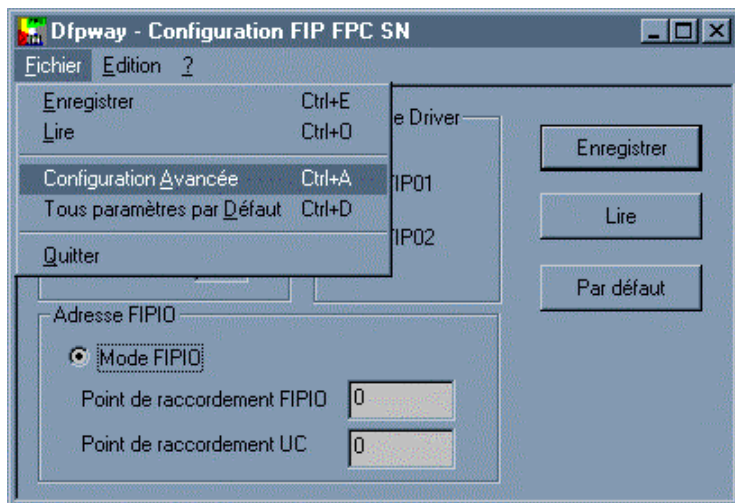 Dfpway - Configuration FIP FPC SN
Fichier Edition ?
Enregistrer Ctrl+E
Lire Ctrl+O
Configuration Avancée Ctrl+A
Tous paramètres par Défaut Ctrl+D
Quitter
e Driver
FIP01
FIP02
Enregistrer
Lire
Par défaut
Adresse FIPIO
Mode FIPIO
Point de raccordement FIPIO 0
Point de raccordement UC 0